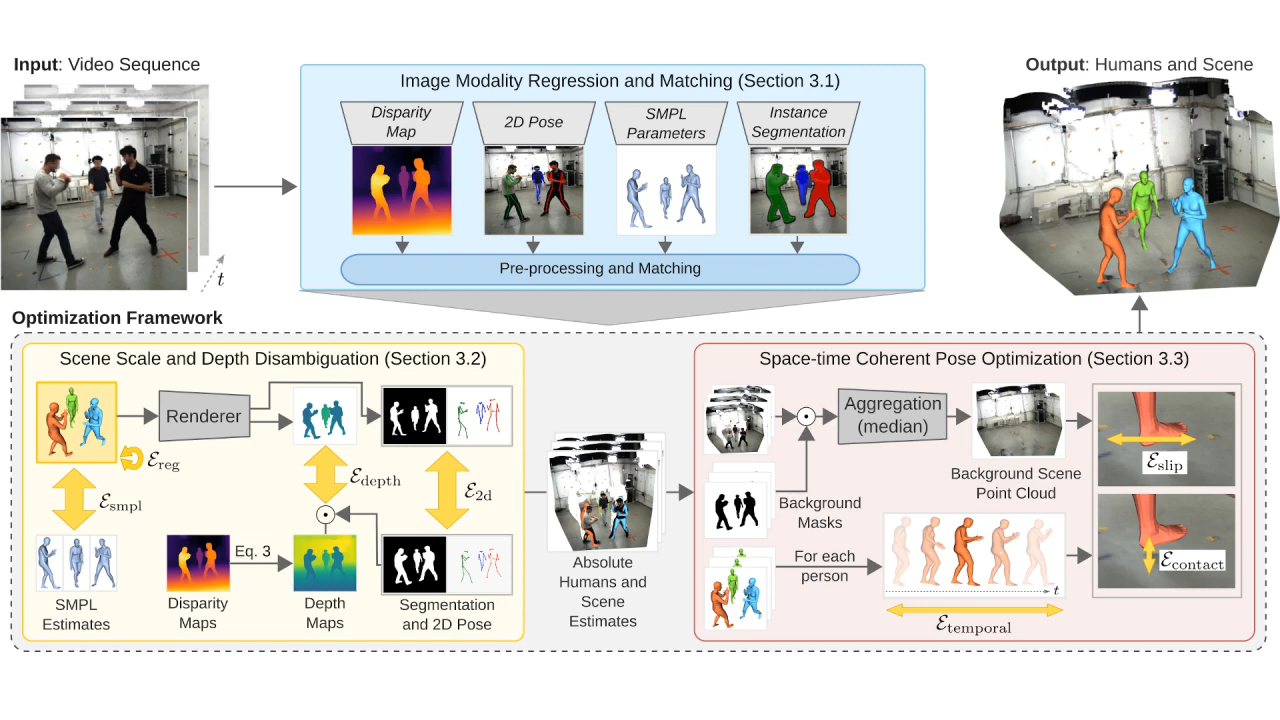 Input: Video Sequence
t
Image Modality Regression and Matching (Section 3.1)
Disparity
Map
2D Pose
SMPL
Parameters
Instance
Segmentation
Pre-processing and Matching
Output: Humans and Scene
Optimization Framework
Scene Scale and Depth Disambiguation (Section 3.2)
Renderer
ℰreg
ℰsmpl
ℰdepth
ℰ2d
Eq. 3
SMPL
Estimates
Disparity
Maps
Depth
Maps
Segmentation
and 2D Pose
Absolute
Humans and
Scene
Estimates
Space-time Coherent Pose Optimization (Section 3.3)
Aggregation
(median)
Background Scene
Point Cloud
Background
Masks
For each
person
t
ℰtemporal
ℰslip
ℰcontact